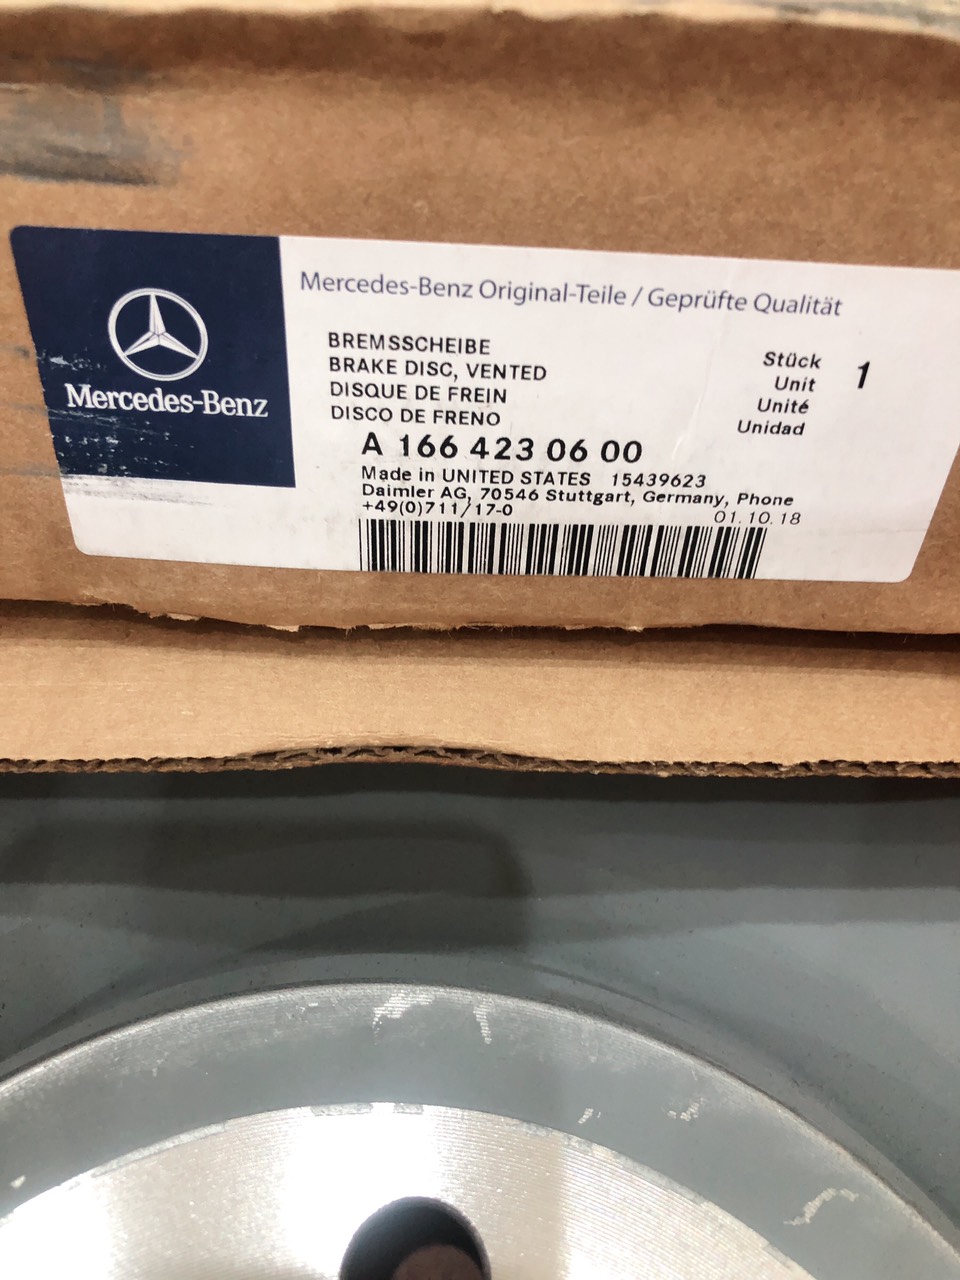 Mercedes-Benz
Mercedes-Benz Original-Teile / Geprüfte Qualität
BREMSSCHEIBE
BRAKE DISC, VENTED
DISQUE DE FREIN
DISCO DE FRENO
Stück
Unit
Unité
Unidad
1
A 166 423 06 00
Made in UNITED STATES 15439623
Daimler AG, 70546 Stuttgart, Germany, Phone
+49(0)711/17-0
01.10.18